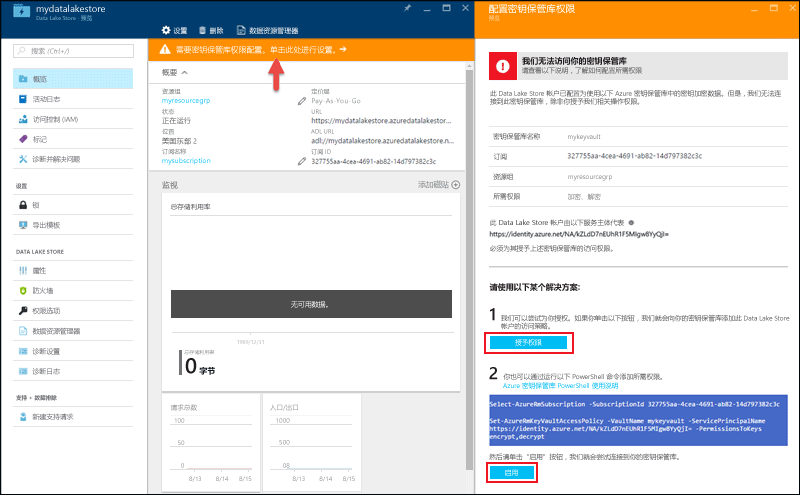 mydatalakestore
Data Lake Store · 预览
设置
删除
数据资源管理器
搜索 (Ctrl+/)
概览
活动日志
访问控制 (IAM)
标记
诊断并解决问题
设置
锁
导出模板
DATA LAKE STORE
属性
防火墙
权限选项
数据资源管理器
诊断设置
诊断日志
支持 + 故障排除
新建支持请求
需要密钥保管库权限配置。单击此处进行设置。→
概要
资源组
myresourcegrp
状态
正在运行
位置
美国东部 2
订阅名称
mysubscription
定价层
Pay-As-You-Go
URL
https://mydatalakestore.azuredatalakestore...
ADL URL
adl://mydatalakestore.azuredatalakestore.n...
订阅 ID
327755aa-4cea-4691-ab82-14d797382c3c
监视
添加磁贴
总存储利用率
无可用数据。
1969/12/31
总存储利用率
0 字节
请求总数
100
50
0
8/13
8/14
8/15
入口/出口
1000
500
0B
8/13
8/14
8/15
配置密钥保管库权限
预览
我们无法访问你的密钥保管库
请查看以下说明，了解如何配置所需权限
此 Data Lake Store 帐户已配置为使用以下 Azure 密钥保管库中的密钥加密数据。但是，我们无法连
接到此密钥保管库，除非你授予我们相关操作权限。
密钥保管库名称
mykeyvault
订阅
327755aa-4cea-4691-ab82-14d797382c3c
资源组
myresourcegrp
所需权限
加密、解密
此 Data Lake Store 帐户由以下服务主体代表
https://identity.azure.net/NA/kZLdD7nEUhR1F5MIgw8YyQjI=
必须为其授予上述密钥保管库的访问权限。
请使用以下某个解决方案:
1 我们可以尝试为你授权。如果你单击以下按钮，我们就会向你的密钥保管库添加此 Data Lake Store
帐户的访问策略。
授予权限
2 你也可以通过运行以下 PowerShell 命令添加所需权限。
Azure 密钥保管库 PowerShell 使用说明
Select-AzureRmSubscription -SubscriptionId 327755aa-4cea-4691-ab82-14d797382c3c
Set-AzureRmKeyVaultAccessPolicy -VaultName mykeyvault -ServicePrincipalName
https://identity.azure.net/NA/kZLdD7nEUhR1F5MIgw8YyQjI= -PermissionsToKeys
encrypt,decrypt
然后请单击“启用”按钮，我们就会尝试连接到你的密钥保管库。
启用